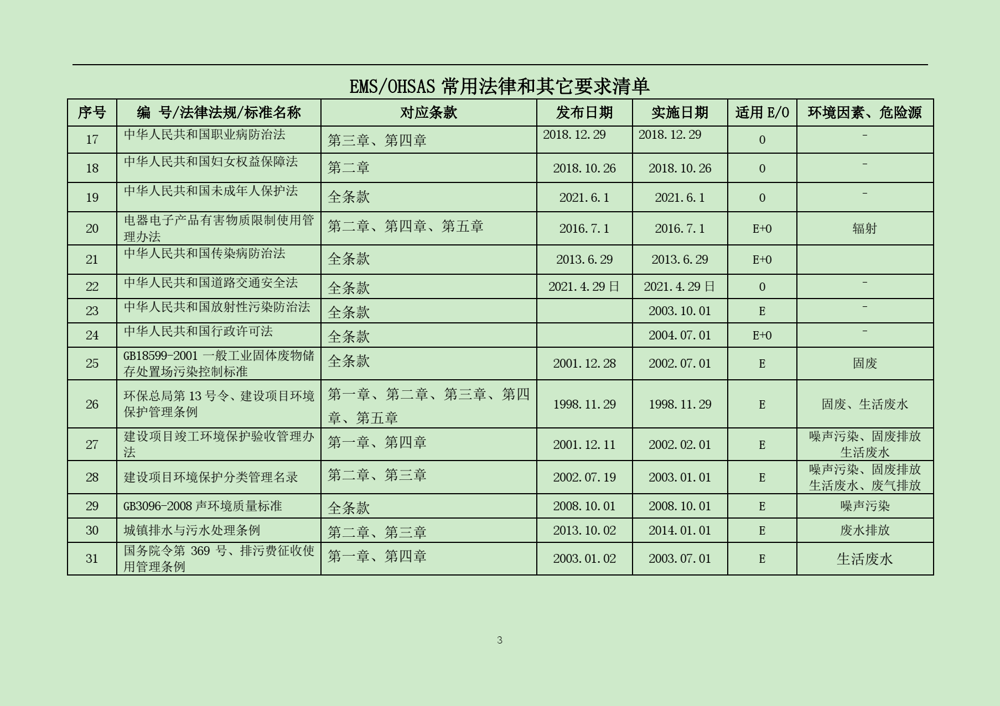 EMS/OHSAS 常用法律和其它要求清单
序号 编 号/法律法规/标准名称 对应条款 发布日期 实施日期 适用 E/O 环境因素、危险源
17 中华人民共和国职业病防治法 第三章、第四章 2018.12.29 2018.12.29 O -
18 中华人民共和国妇女权益保障法 第二章 2018.10.26 2018.10.26 O -
19 中华人民共和国未成年人保护法 全条款 2021.6.1 2021.6.1 O -
20 电器电子产品有害物质限制使用管 第二章、第四章、第五章 2016.7.1 2016.7.1 E+O 辐射
理办法
21 中华人民共和国传染病防治法 全条款 2013.6.29 2013.6.29 E+O
22 中华人民共和国道路交通安全法 全条款 2021.4.29 日 2021.4.29 日 O -
23 中华人民共和国放射性污染防治法 全条款 2003.10.01 E -
24 中华人民共和国行政许可法 全条款 2004.07.01 E+O -
25 GB18599-2001 一般工业固体废物储 全条款 2001.12.28 2002.07.01 E 固废
存处置场污染控制标准
26 环保总局第 13 号令、建设项目环境 第一章、第二章、第三章、第四 1998.11.29 1998.11.29 E 固废、生活废水
保护管理条例 章、第五章
27 建设项目竣工环境保护验收管理办 第一章、第四章 2001.12.11 2002.02.01 E 噪声污染、固废排放
法 生活废水
28 建设项目环境保护分类管理名录 第二章、第三章 2002.07.19 2003.01.01 E 噪声污染、固废排放
生活废水、废气排放
29 GB3096-2008 声环境质量标准 全条款 2008.10.01 2008.10.01 E 噪声污染
30 城镇排水与污水处理条例 第二章、第三章 2013.10.02 2014.01.01 E 废水排放
31 国务院令第 369 号、排污费征收使 第一章、第四章 2003.01.02 2003.07.01 E 生活废水
用管理条例
3